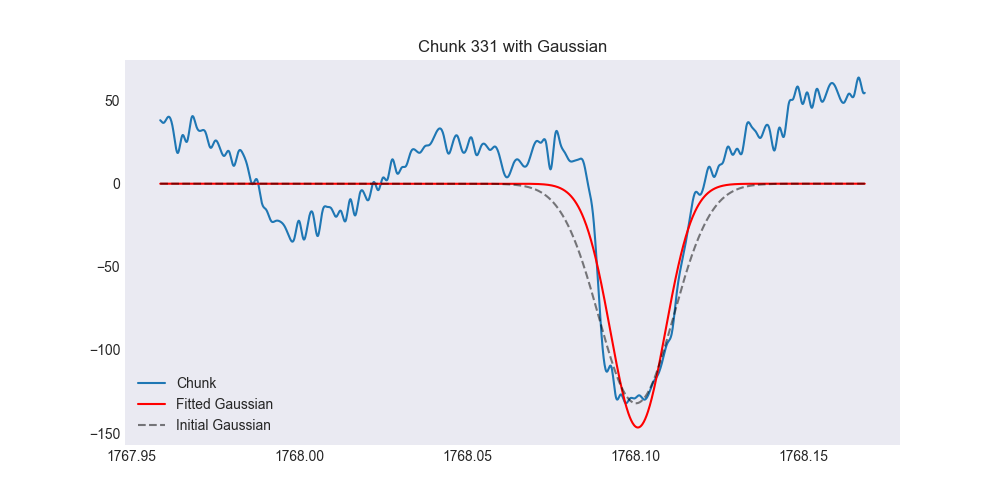 Chunk 331 with Gaussian
50
0
−50
−100
−150
Chunk
Fitted Gaussian
Initial Gaussian
1767.95 1768.00 1768.05 1768.10 1768.15